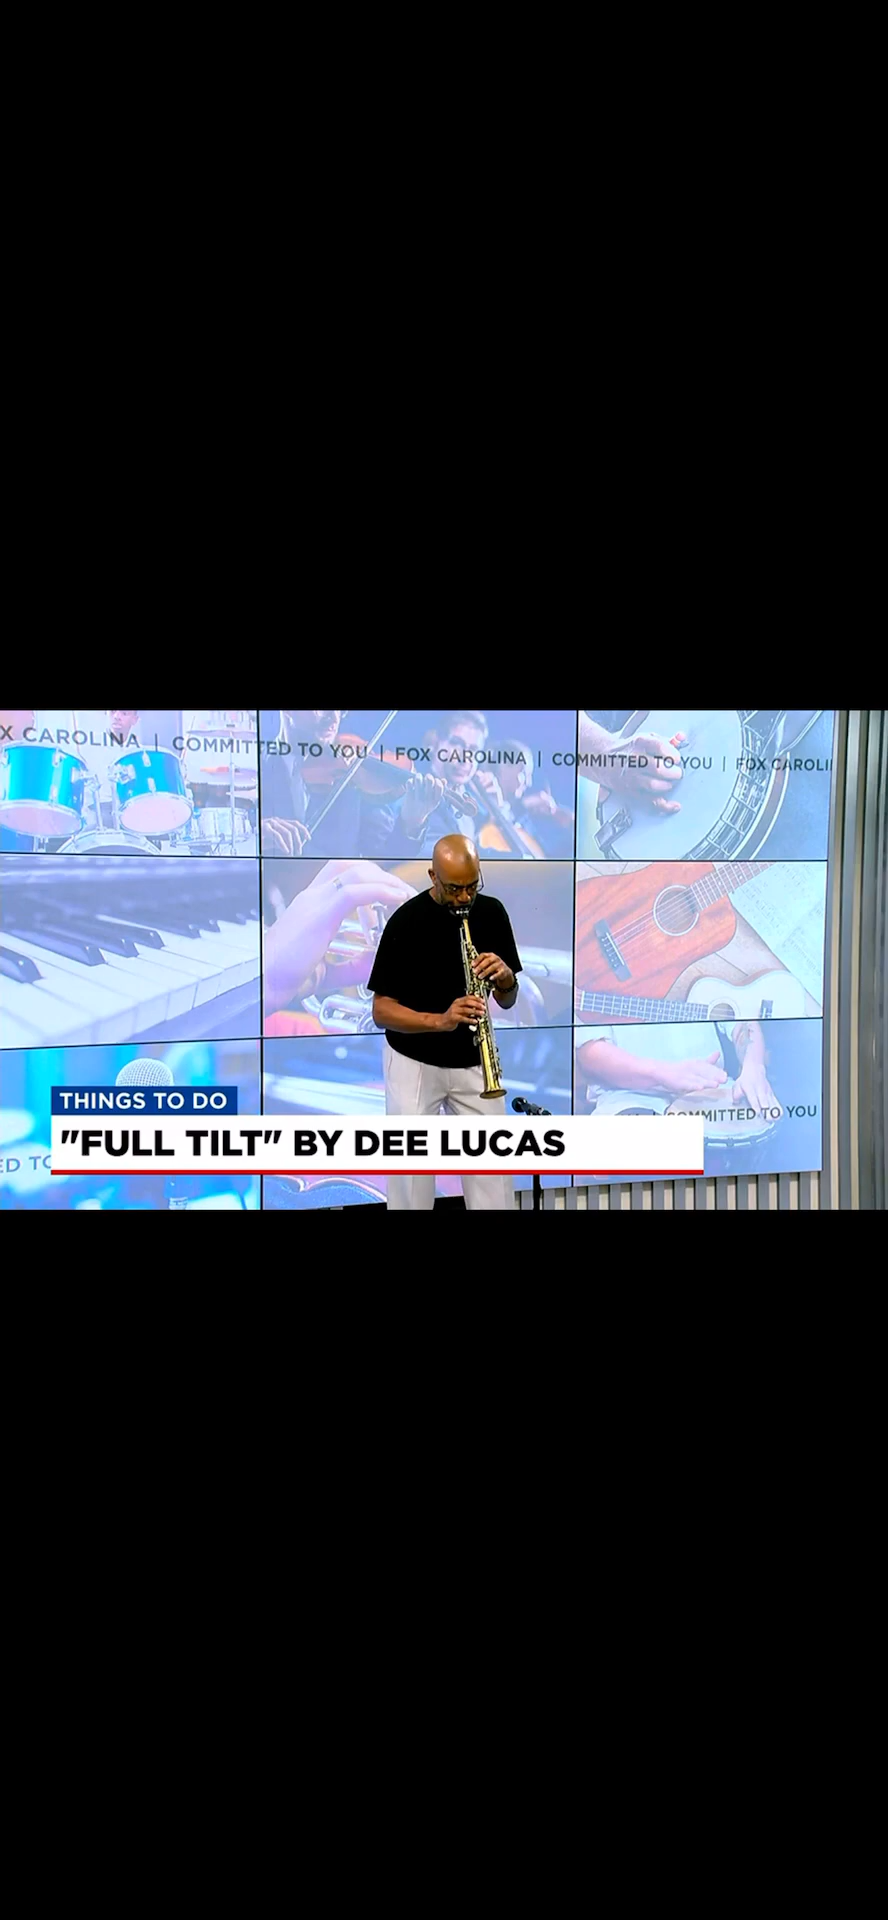 X CAROLINA | COMMITTED TO YOU | FOX CAROLINA | COMMITTED TO YOU | FOX CAROLI
COMMITTED TO YOU
THINGS TO DO
"FULL TILT" BY DEE LUCAS
ED TO